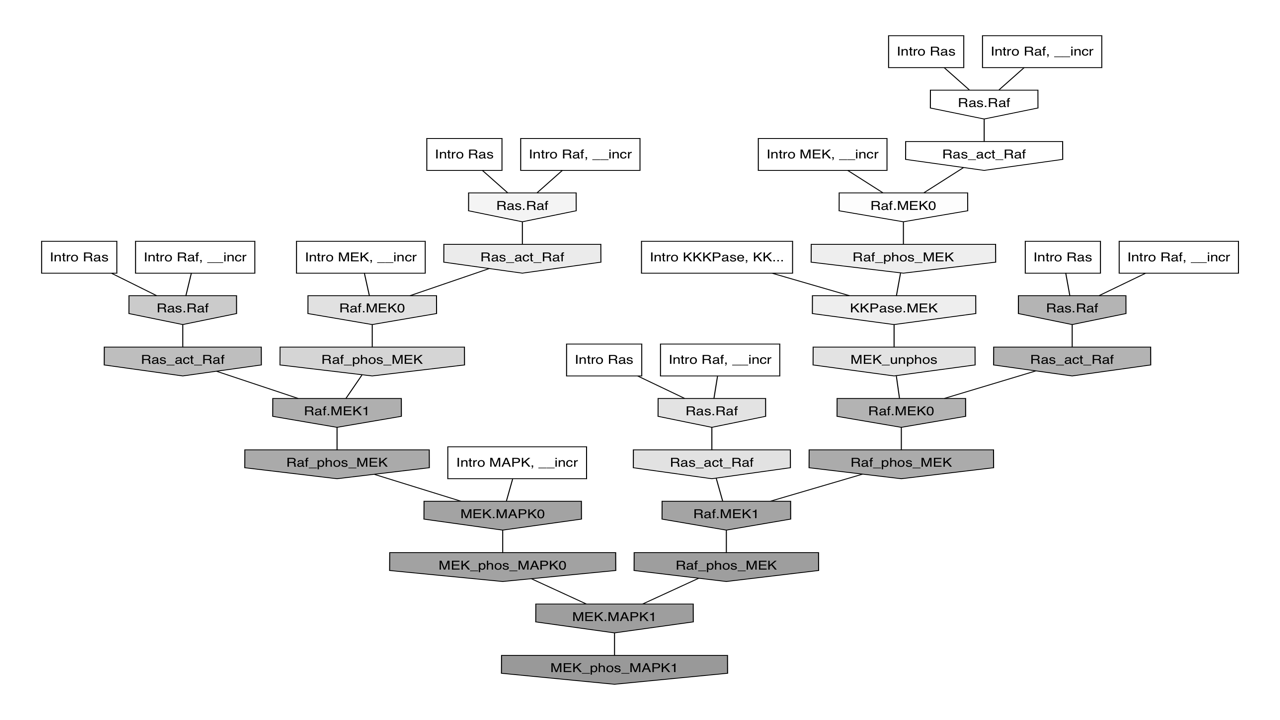 Intro Ras
Intro Raf, __incr
Ras.Raf
Intro Ras
Intro Raf, __incr
Intro MEK, __incr
Ras_act_Raf
Ras.Raf
Raf.MEK0
Intro Ras
Intro Raf, __incr
Intro MEK, __incr
Ras_act_Raf
Intro KKKPase, KK...
Raf_phos_MEK
Intro Ras
Intro Raf, __incr
Ras.Raf
Raf.MEK0
KKPase.MEK
Ras.Raf
Ras_act_Raf
Raf_phos_MEK
Intro Ras
Intro Raf, __incr
MEK_unphos
Ras_act_Raf
Raf.MEK1
Ras.Raf
Raf.MEK0
Raf_phos_MEK
Intro MAPK, __incr
Ras_act_Raf
Raf_phos_MEK
MEK.MAPK0
Raf.MEK1
MEK_phos_MAPK0
Raf_phos_MEK
MEK.MAPK1
MEK_phos_MAPK1